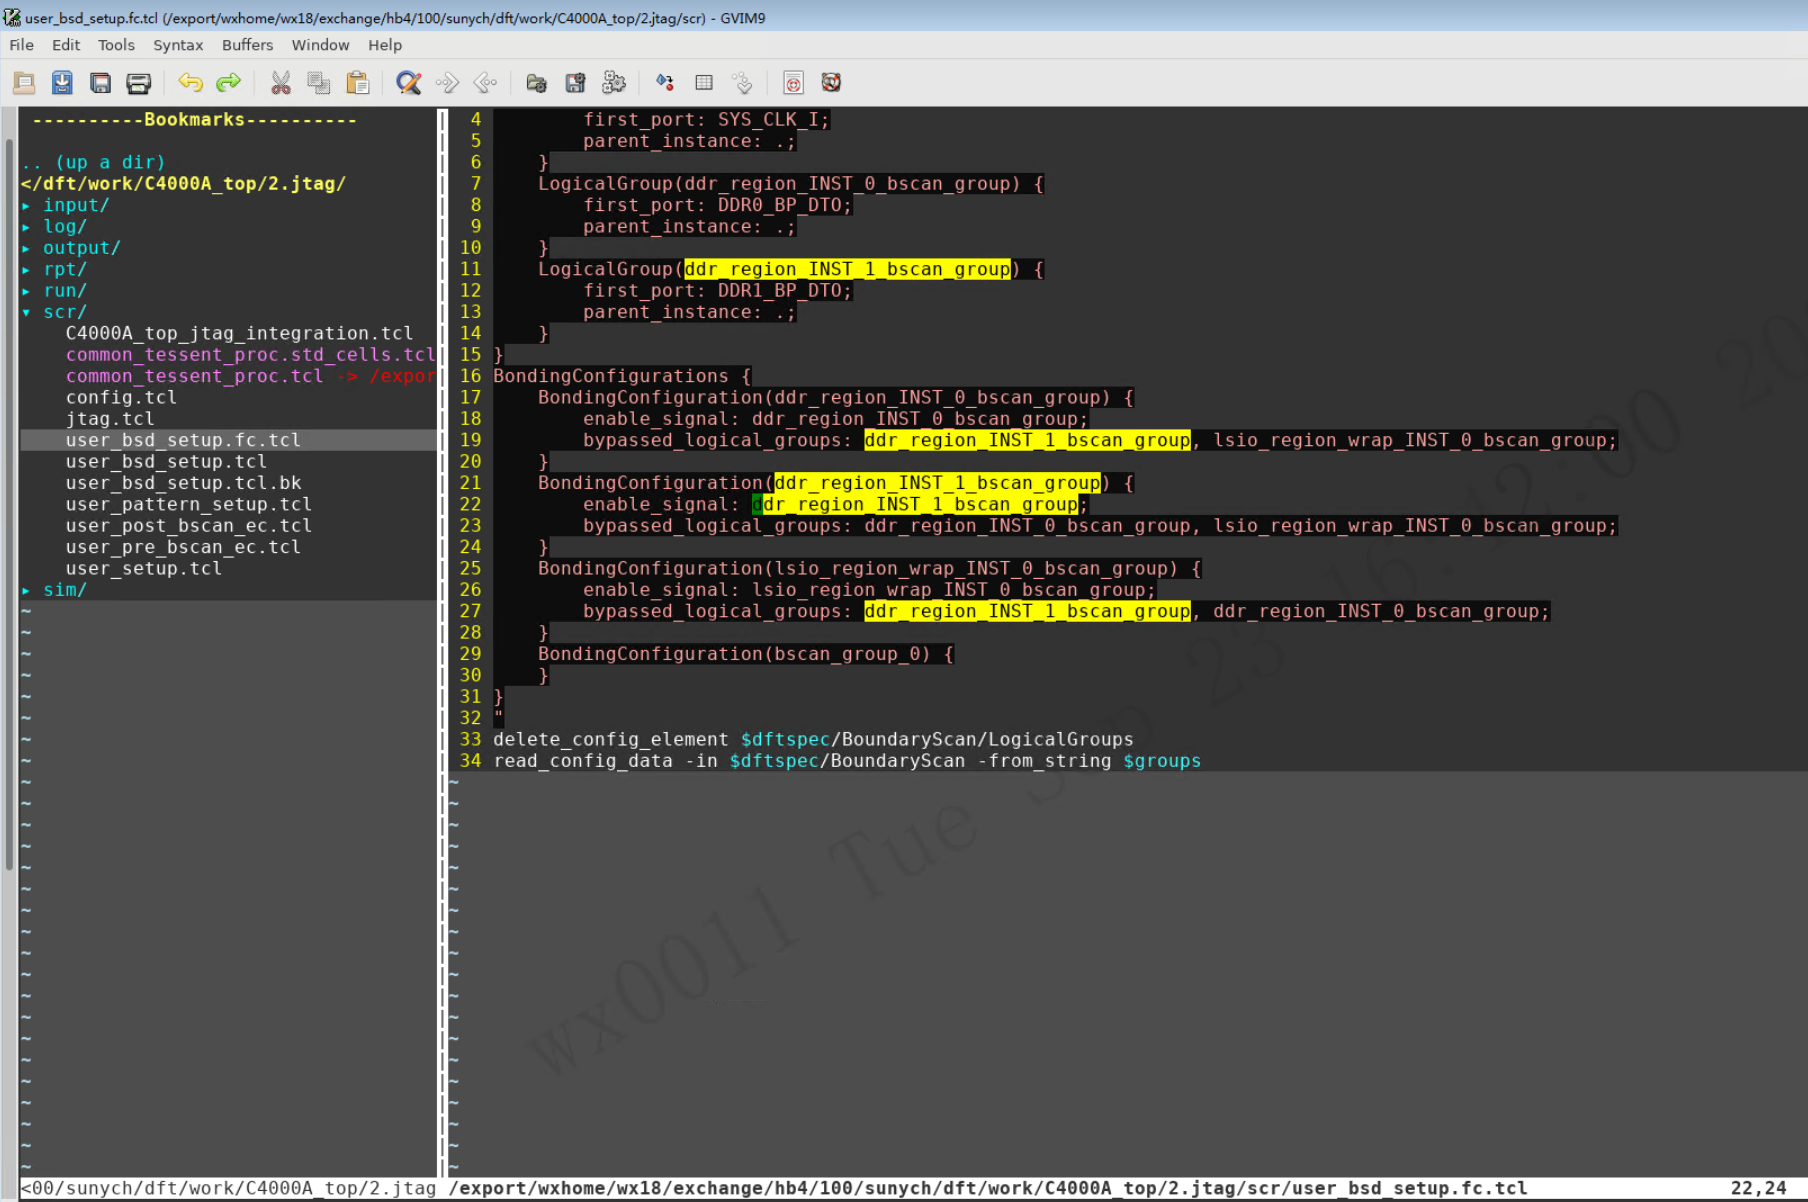 user_bsd_setup.fc.tcl (/export/wxhome/wx18/exchange/hb4/100/sunych/dft/work/C4000A_top/2.jtag/scr) - GVIM9
File Edit Tools Syntax Buffers Window Help
----------Bookmarks----------
.. (up a dir)
</dft/work/C4000A_top/2.jtag/
▸ input/
▸ log/
▸ output/
▸ rpt/
▸ run/
▾ scr/
C4000A_top_jtag_integration.tcl
common_tessent_proc.std_cells.tcl
common_tessent_proc.tcl -> /expor
config.tcl
jtag.tcl
user_bsd_setup.fc.tcl
user_bsd_setup.tcl
user_bsd_setup.tcl.bk
user_pattern_setup.tcl
user_post_bscan_ec.tcl
user_pre_bscan_ec.tcl
user_setup.tcl
▸ sim/
4 first_port: SYS_CLK_I;
5 parent_instance: .;
6 }
7 LogicalGroup(ddr_region_INST_0_bscan_group) {
8 first_port: DDR0_BP_DTO;
9 parent_instance: .;
10 }
11 LogicalGroup(ddr_region_INST_1_bscan_group) {
12 first_port: DDR1_BP_DTO;
13 parent_instance: .;
14 }
15 }
16 BondingConfigurations {
17 BondingConfiguration(ddr_region_INST_0_bscan_group) {
18 enable_signal: ddr_region_INST_0_bscan_group;
19 bypassed_logical_groups: ddr_region_INST_1_bscan_group, lsio_region_wrap_INST_0_bscan_group;
20 }
21 BondingConfiguration(ddr_region_INST_1_bscan_group) {
22 enable_signal: ddr_region_INST_1_bscan_group;
23 bypassed_logical_groups: ddr_region_INST_0_bscan_group, lsio_region_wrap_INST_0_bscan_group;
24 }
25 BondingConfiguration(lsio_region_wrap_INST_0_bscan_group) {
26 enable_signal: lsio_region_wrap_INST_0_bscan_group;
27 bypassed_logical_groups: ddr_region_INST_1_bscan_group, ddr_region_INST_0_bscan_group;
28 }
29 BondingConfiguration(bscan_group_0) {
30 }
31 }
32 "
33 delete_config_element $dftspec/BoundaryScan/LogicalGroups
34 read_config_data -in $dftspec/BoundaryScan -from_string $groups
wx0011 Tue Sep 23 16:12:00 20
<00/sunych/dft/work/C4000A_top/2.jtag /export/wxhome/wx18/exchange/hb4/100/sunych/dft/work/C4000A_top/2.jtag/scr/user_bsd_setup.fc.tcl 22,24